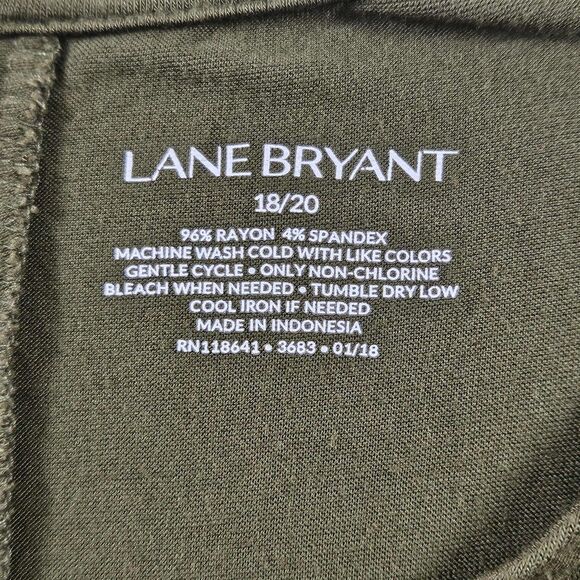 LANE BRYANT
18/20
96% RAYON 4% SPANDEX
MACHINE WASH COLD WITH LIKE COLORS
GENTLE CYCLE • ONLY NON-CHLORINE
BLEACH WHEN NEEDED • TUMBLE DRY LOW
COOL IRON IF NEEDED
MADE IN INDONESIA
RN118641 • 3683 • 01/18